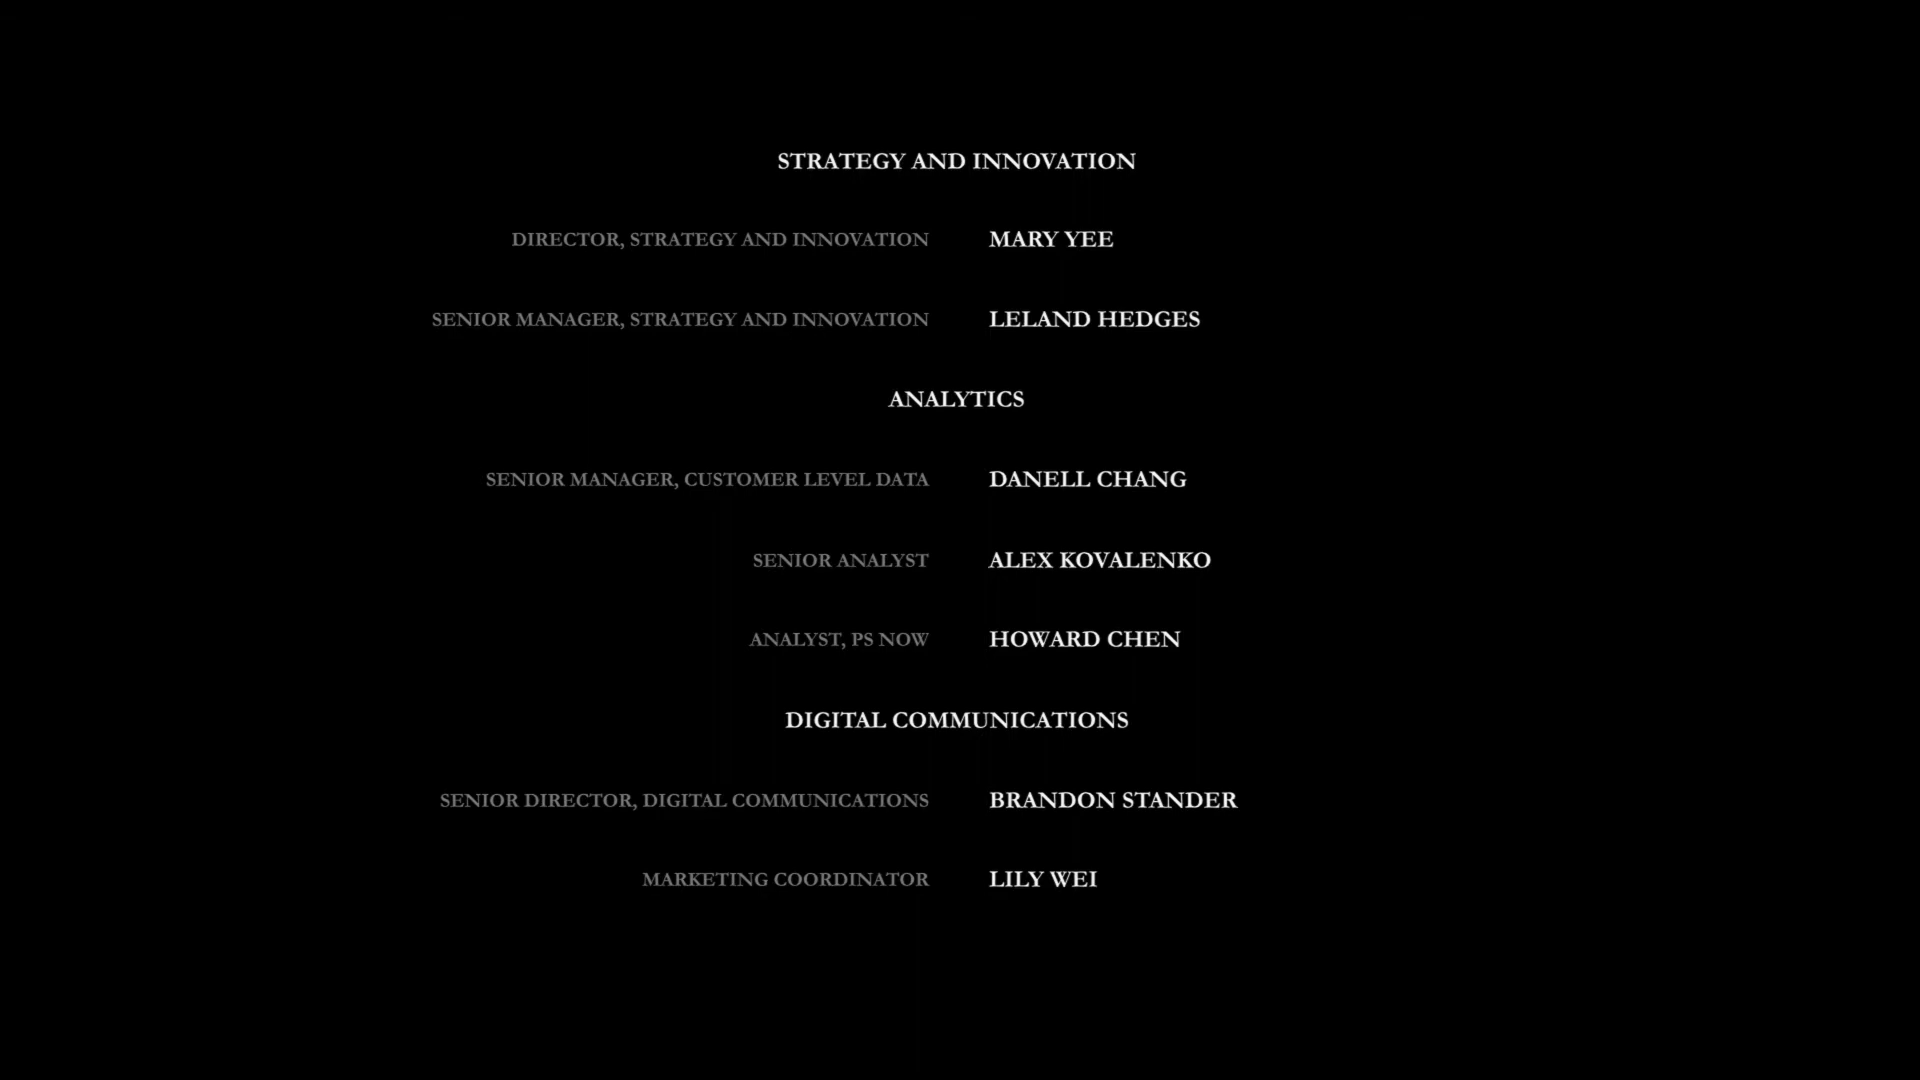 STRATEGY AND INNOVATION
DIRECTOR, STRATEGY AND INNOVATION MARY YEE
SENIOR MANAGER, STRATEGY AND INNOVATION LELAND HEDGES
ANALYTICS
SENIOR MANAGER, CUSTOMER LEVEL DATA DANELL CHANG
SENIOR ANALYST ALEX KOVALENKO
ANALYST, PS NOW HOWARD CHEN
DIGITAL COMMUNICATIONS
SENIOR DIRECTOR, DIGITAL COMMUNICATIONS BRANDON STANDER
MARKETING COORDINATOR LILY WEI